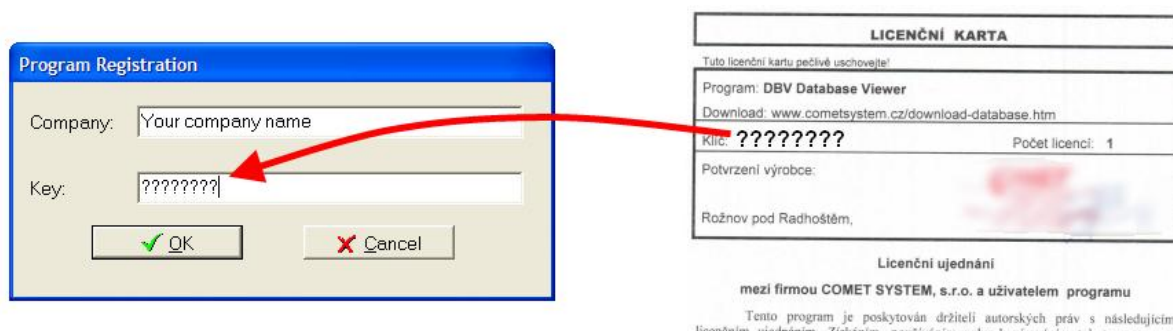 Program Registration
Company: Your company name
Key: ????????
OK Cancel
LICENČNÍ KARTA
Tuto licenční kartu pečlivě uschovejte!
Program: DBV Database Viewer
Download: www.cometsystem.cz/download-database.htm
Klíč: ???????? Počet licencí: 1
Potvrzení výrobce:
Rožnov pod Radhoštěm,
Licenční ujednání
mezi firmou COMET SYSTEM, s.r.o. a uživatelem programu
Tento program je poskytován držiteli autorských práv s následujícím